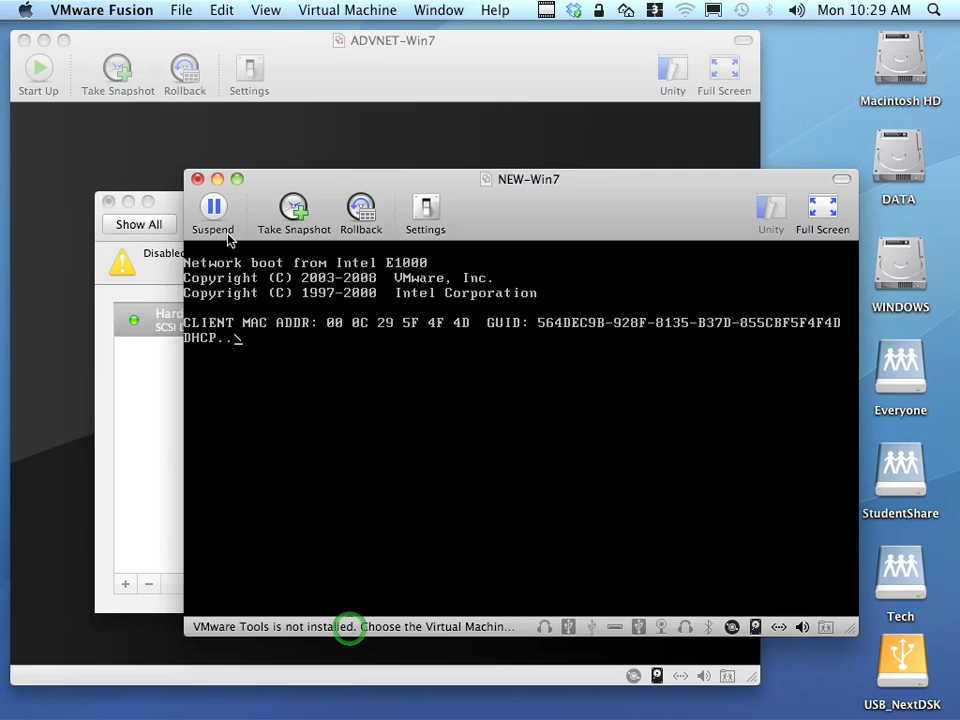 VMware Fusion File Edit View Virtual Machine Window Help 3 Mon 10:29 AM
ADVNET-Win7
Start Up Take Snapshot Rollback Settings Unity Full Screen
Macintosh HD
DATA
WINDOWS
Everyone
StudentShare
Tech
USB_NextDSK
Show All
Disabled
Hard
SCSI D
NEW-Win7
Suspend Take Snapshot Rollback Settings Unity Full Screen
Network boot from Intel E1000
Copyright (C) 2003-2008 VMware, Inc.
Copyright (C) 1997-2000 Intel Corporation
CLIENT MAC ADDR: 00 0C 29 5F 4F 4D GUID: 564DEC9B-928F-8135-B37D-855CBF5F4F4D
DHCP..\
VMware Tools is not installed. Choose the Virtual Machin...